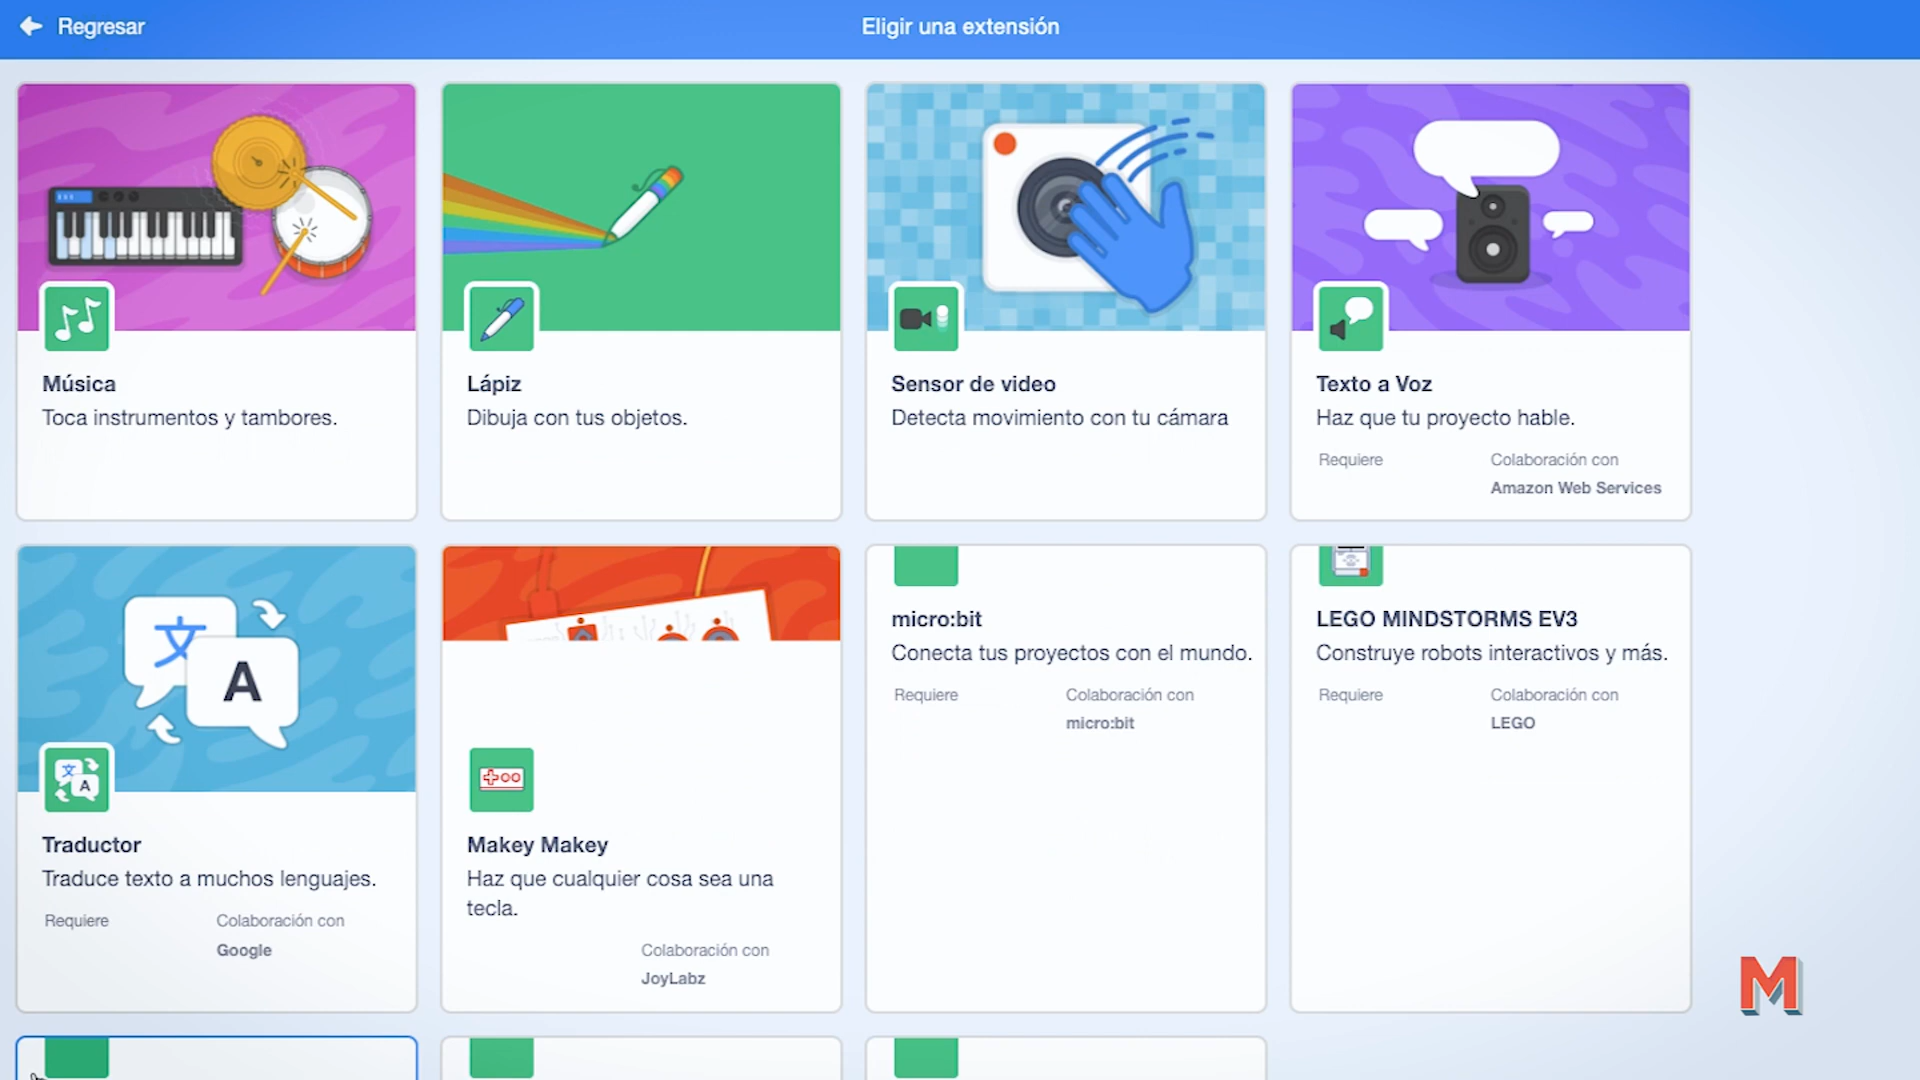 Regresar
Eligir una extensión
Música
Toca instrumentos y tambores.
Lápiz
Dibuja con tus objetos.
Sensor de video
Detecta movimiento con tu cámara
Texto a Voz
Haz que tu proyecto hable.
Requiere
Colaboración con
Amazon Web Services
文
A
文
A
Traductor
Traduce texto a muchos lenguajes.
Requiere
Colaboración con
Google
Makey Makey
Haz que cualquier cosa sea una
tecla.
Colaboración con
JoyLabz
micro:bit
Conecta tus proyectos con el mundo.
Requiere
Colaboración con
micro:bit
LEGO MINDSTORMS EV3
Construye robots interactivos y más.
Requiere
Colaboración con
LEGO
M